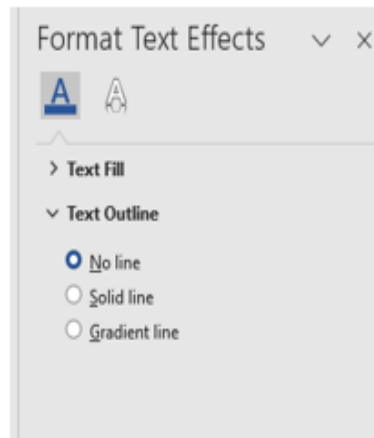 Format Text Effects
Text Fill
Text Outline
No line
Solid line
Gradient line